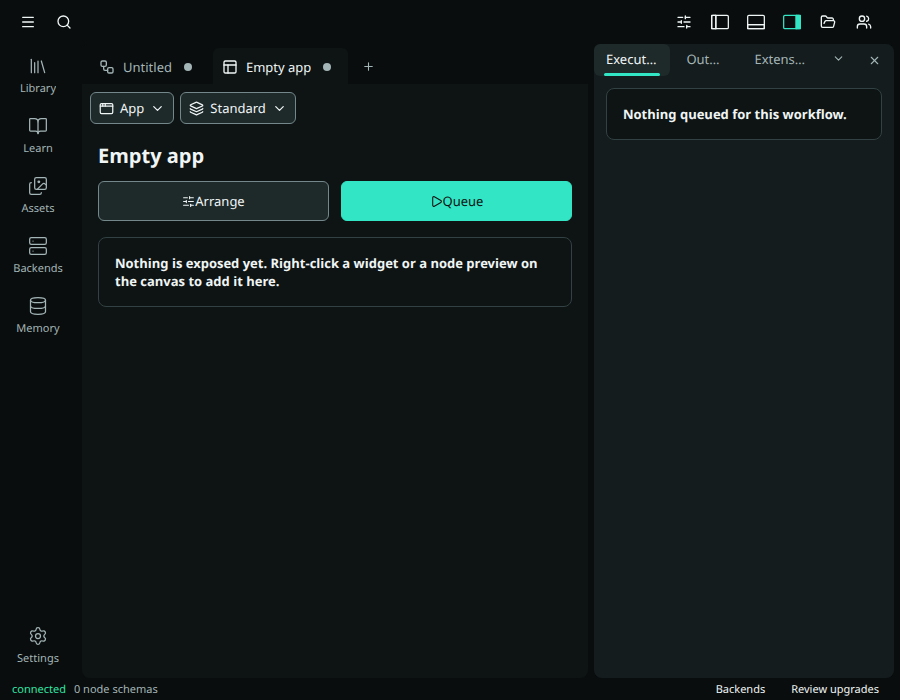 Library
Learn
Assets
Backends
Memory
Settings
Untitled
Empty app
App
Standard
Empty app
Arrange
Queue
Nothing is exposed yet. Right-click a widget or a node preview on
the canvas to add it here.
Execut...
Out...
Extens...
Nothing queued for this workflow.
connected
0 node schemas
Backends
Review upgrades